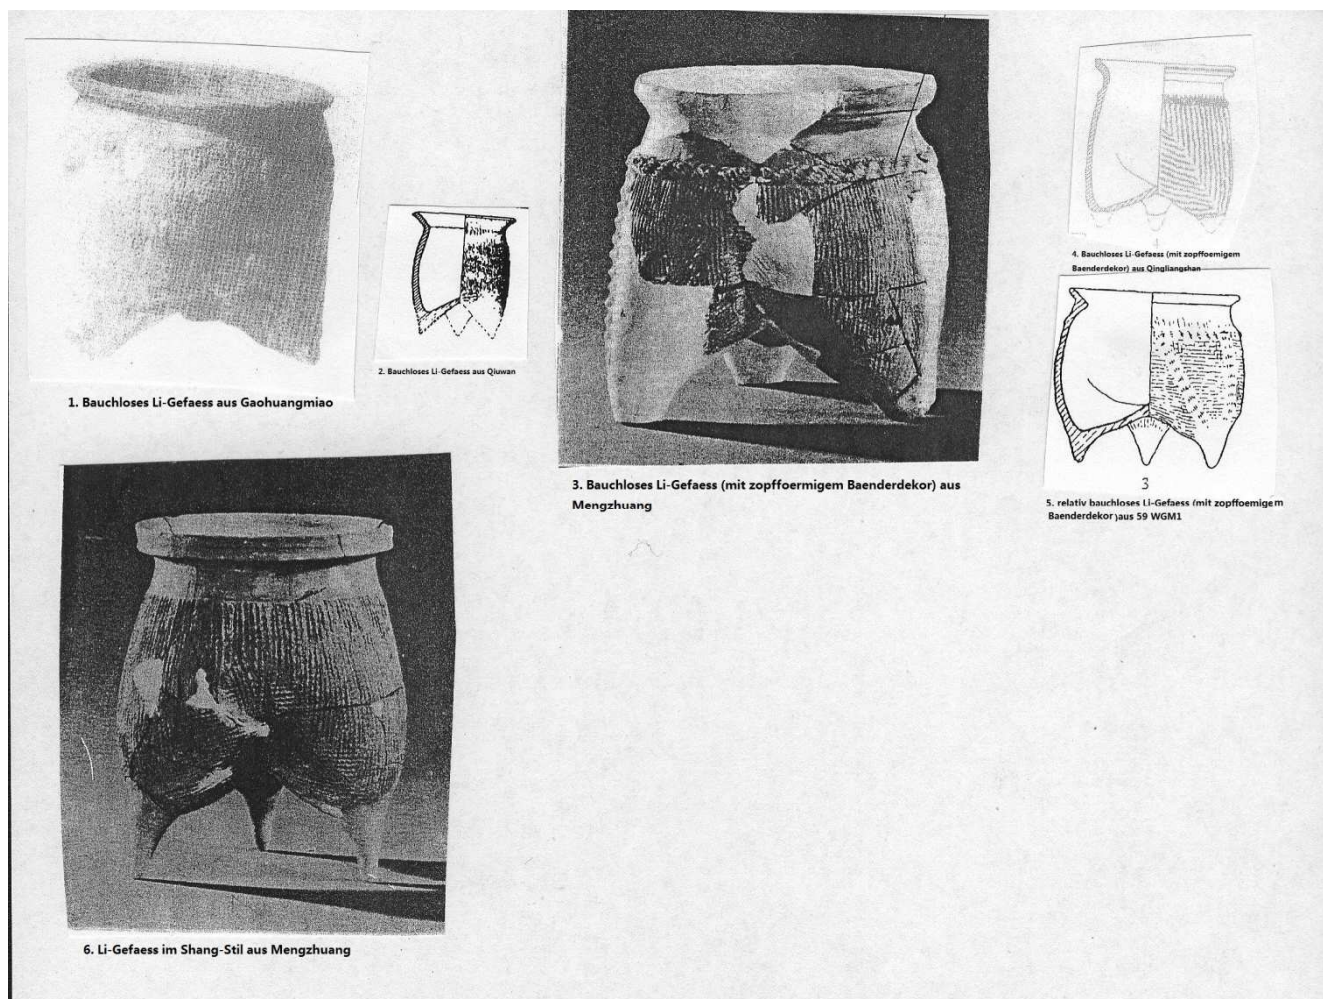 1. Bauchloses Li-Gefaess aus Gaohuangmiao
2. Bauchloses Li-Gefaess aus Qiuwan
3. Bauchloses Li-Gefaess (mit zopffoermigem Baenderdekor) aus
Mengzhuang
4
4. Bauchloses Li-Gefaess (mit zopffoemigem
Baenderdekor) aus Qingliangshan
3
5. relativ bauchloses Li-Gefaess (mit zopffoemigem
Baenderdekor)aus 59 WGM1
6. Li-Gefaess im Shang-Stil aus Mengzhuang